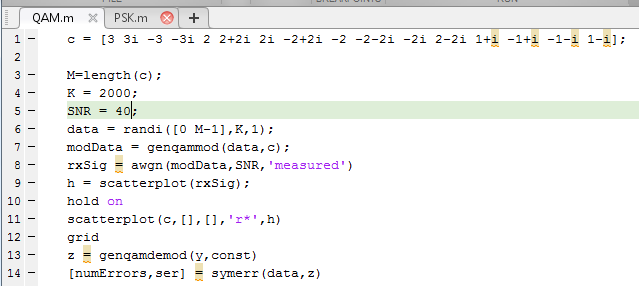 QAM.m PSK.m
1 - c = [3 3i -3 -3i 2 2+2i 2i -2+2i -2 -2-2i -2i 2-2i 1+i -1+i -1-i 1-i];
2
3 - M=length(c);
4 - K = 2000;
5 - SNR = 40;
6 - data = randi([0 M-1],K,1);
7 - modData = genqammod(data,c);
8 - rxSig = awgn(modData,SNR,'measured')
9 - h = scatterplot(rxSig);
10 - hold on
11 - scatterplot(c,[],[],'r*',h)
12 - grid
13 - z = genqamdemod(y,const)
14 - [numErrors,ser] = symerr(data,z)